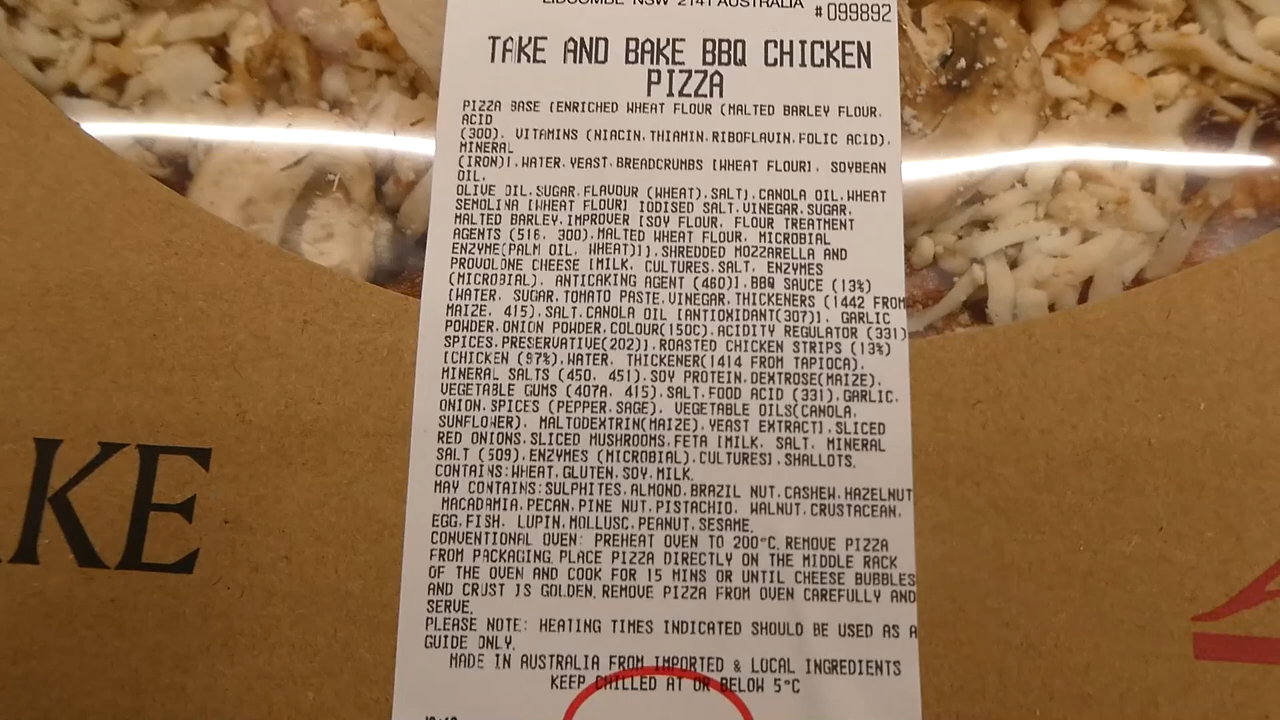 LIDCOMBE NSW 2141 AUSTRALIA
#099892
TAKE AND BAKE BBQ CHICKEN
PIZZA
PIZZA BASE [ENRICHED WHEAT FLOUR (MALTED BARLEY FLOUR,
ACID
(300), VITAMINS (NIACIN,THIAMIN,RIBOFLAVIN,FOLIC ACID),
MINERAL
(IRON)],WATER,YEAST,BREADCRUMBS [WHEAT FLOUR], SOYBEAN
OIL,
OLIVE OIL,SUGAR,FLAVOUR (WHEAT),SALT],CANOLA OIL,WHEAT
SEMOLINA [WHEAT FLOUR] IODISED SALT,VINEGAR,SUGAR,
MALTED BARLEY,IMPROVER [SOY FLOUR, FLOUR TREATMENT
AGENTS (516, 300),MALTED WHEAT FLOUR, MICROBIAL
ENZYME(PALM OIL, WHEAT)]],SHREDDED MOZZARELLA AND
PROVOLONE CHEESE [MILK, CULTURES,SALT, ENZYMES
(MICROBIAL), ANTICAKING AGENT (460)],BBQ SAUCE (13%)
[WATER, SUGAR,TOMATO PASTE,VINEGAR,THICKENERS (1442 FROM
MAIZE, 415),SALT,CANOLA OIL [ANTIOXIDANT(307)], GARLIC
POWDER,ONION POWDER,COLOUR(150C),ACIDITY REGULATOR (331)
SPICES,PRESERVATIVE(202)],ROASTED CHICKEN STRIPS (13%)
[CHICKEN (97%),WATER, THICKENER(1414 FROM TAPIOCA),
MINERAL SALTS (450, 451),SOY PROTEIN,DEXTROSE(MAIZE),
VEGETABLE GUMS (407A, 415),SALT,FOOD ACID (331),GARLIC,
ONION,SPICES (PEPPER,SAGE), VEGETABLE OILS(CANOLA,
SUNFLOWER), MALTODEXTRIN(MAIZE),YEAST EXTRACT],SLICED
RED ONIONS,SLICED MUSHROOMS,FETA [MILK, SALT, MINERAL
SALT (509),ENZYMES (MICROBIAL),CULTURES],SHALLOTS.
CONTAINS:WHEAT,GLUTEN,SOY,MILK.
MAY CONTAINS:SULPHITES,ALMOND,BRAZIL NUT,CASHEW,HAZELNUT
MACADAMIA,PECAN,PINE NUT,PISTACHIO, WALNUT,CRUSTACEAN,
EGG,FISH, LUPIN,MOLLUSC,PEANUT,SESAME.
CONVENTIONAL OVEN: PREHEAT OVEN TO 200°C. REMOVE PIZZA
FROM PACKAGING. PLACE PIZZA DIRECTLY ON THE MIDDLE RACK
OF THE OVEN AND COOK FOR 15 MINS OR UNTIL CHEESE BUBBLES
AND CRUST IS GOLDEN. REMOVE PIZZA FROM OVEN CAREFULLY AND
SERVE.
PLEASE NOTE: HEATING TIMES INDICATED SHOULD BE USED AS A
GUIDE ONLY.
MADE IN AUSTRALIA FROM IMPORTED & LOCAL INGREDIENTS
KEEP CHILLED AT OR BELOW 5°C
KE